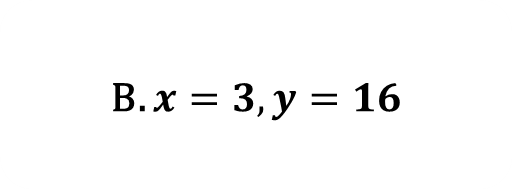 B. x = 3, y = 16